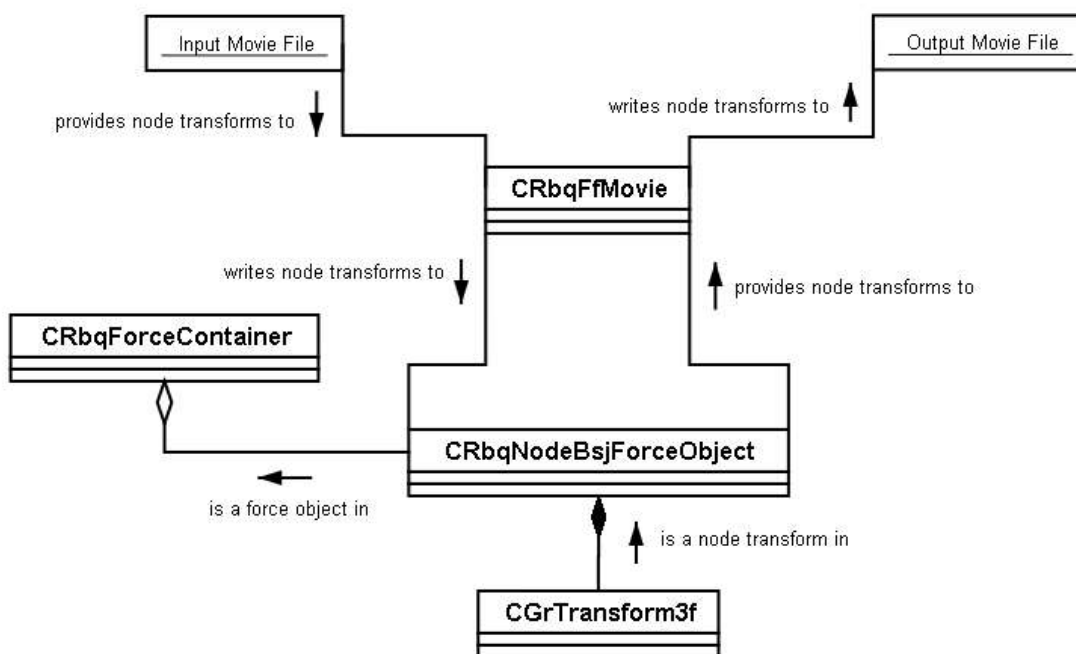 Input Movie File
Output Movie File
provides node transforms to
writes node transforms to
CRbqFfMovie
writes node transforms to
provides node transforms to
CRbqForceContainer
CRbqNodeBsjForceObject
is a force object in
is a node transform in
CGrTransform3f